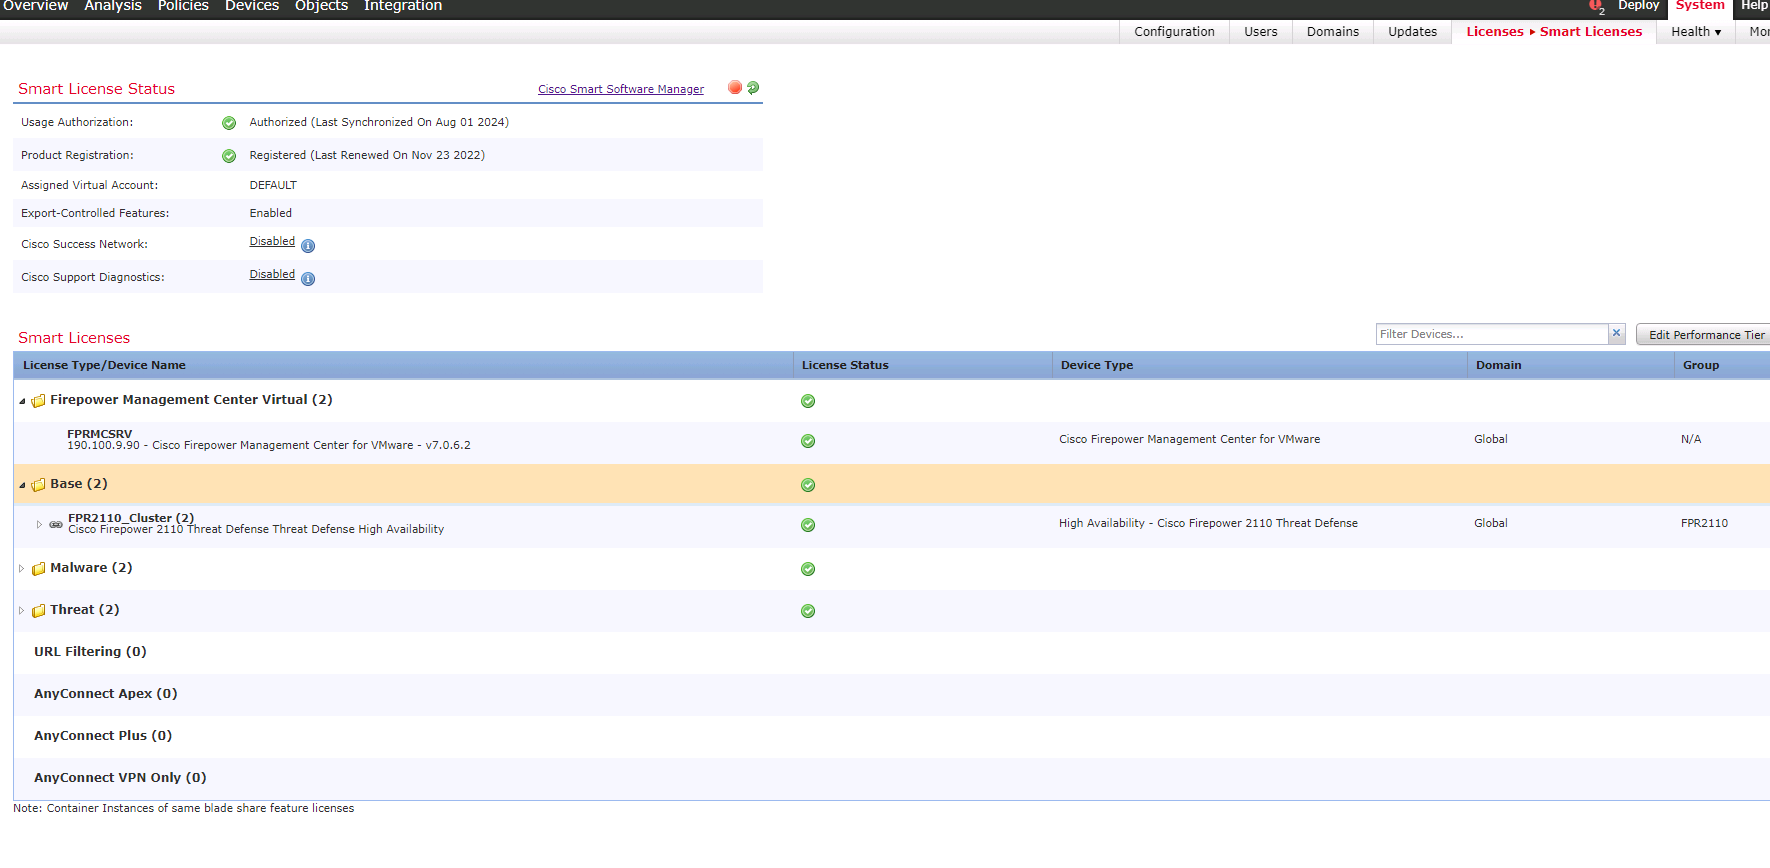 Overview Analysis Policies Devices Objects Integration 2 Deploy System Help
Configuration Users Domains Updates Licenses ▸ Smart Licenses Health ▾ Mor
Smart License Status Cisco Smart Software Manager
Usage Authorization: Authorized (Last Synchronized On Aug 01 2024)
Product Registration: Registered (Last Renewed On Nov 23 2022)
Assigned Virtual Account: DEFAULT
Export-Controlled Features: Enabled
Cisco Success Network: Disabled
Cisco Support Diagnostics: Disabled
Smart Licenses Filter Devices... Edit Performance Tier
License Type/Device Name License Status Device Type Domain Group
Firepower Management Center Virtual (2)
FPRMCSRV
190.100.9.90 - Cisco Firepower Management Center for VMware - v7.0.6.2 Cisco Firepower Management Center for VMware Global N/A
Base (2)
FPR2110_Cluster (2)
Cisco Firepower 2110 Threat Defense Threat Defense High Availability High Availability - Cisco Firepower 2110 Threat Defense Global FPR2110
Malware (2)
Threat (2)
URL Filtering (0)
AnyConnect Apex (0)
AnyConnect Plus (0)
AnyConnect VPN Only (0)
Note: Container Instances of same blade share feature licenses